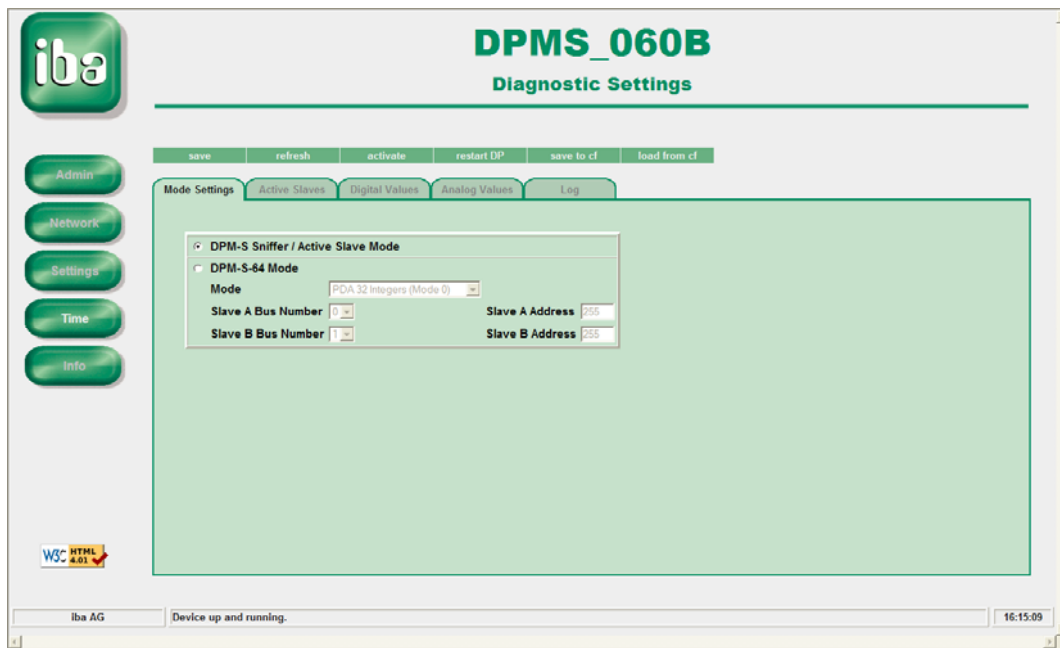 iba
DPMS_060B
Diagnostic Settings
save refresh activate restart DP save to cf load from cf
Admin
Network
Settings
Time
Info
Mode Settings Active Slaves Digital Values Analog Values Log
DPM-S Sniffer / Active Slave Mode
DPM-S-64 Mode
Mode PDA 32 Integers (Mode 0)
Slave A Bus Number 0 Slave A Address 255
Slave B Bus Number 1 Slave B Address 255
W3C HTML 4.01
iba AG Device up and running. 16:15:09